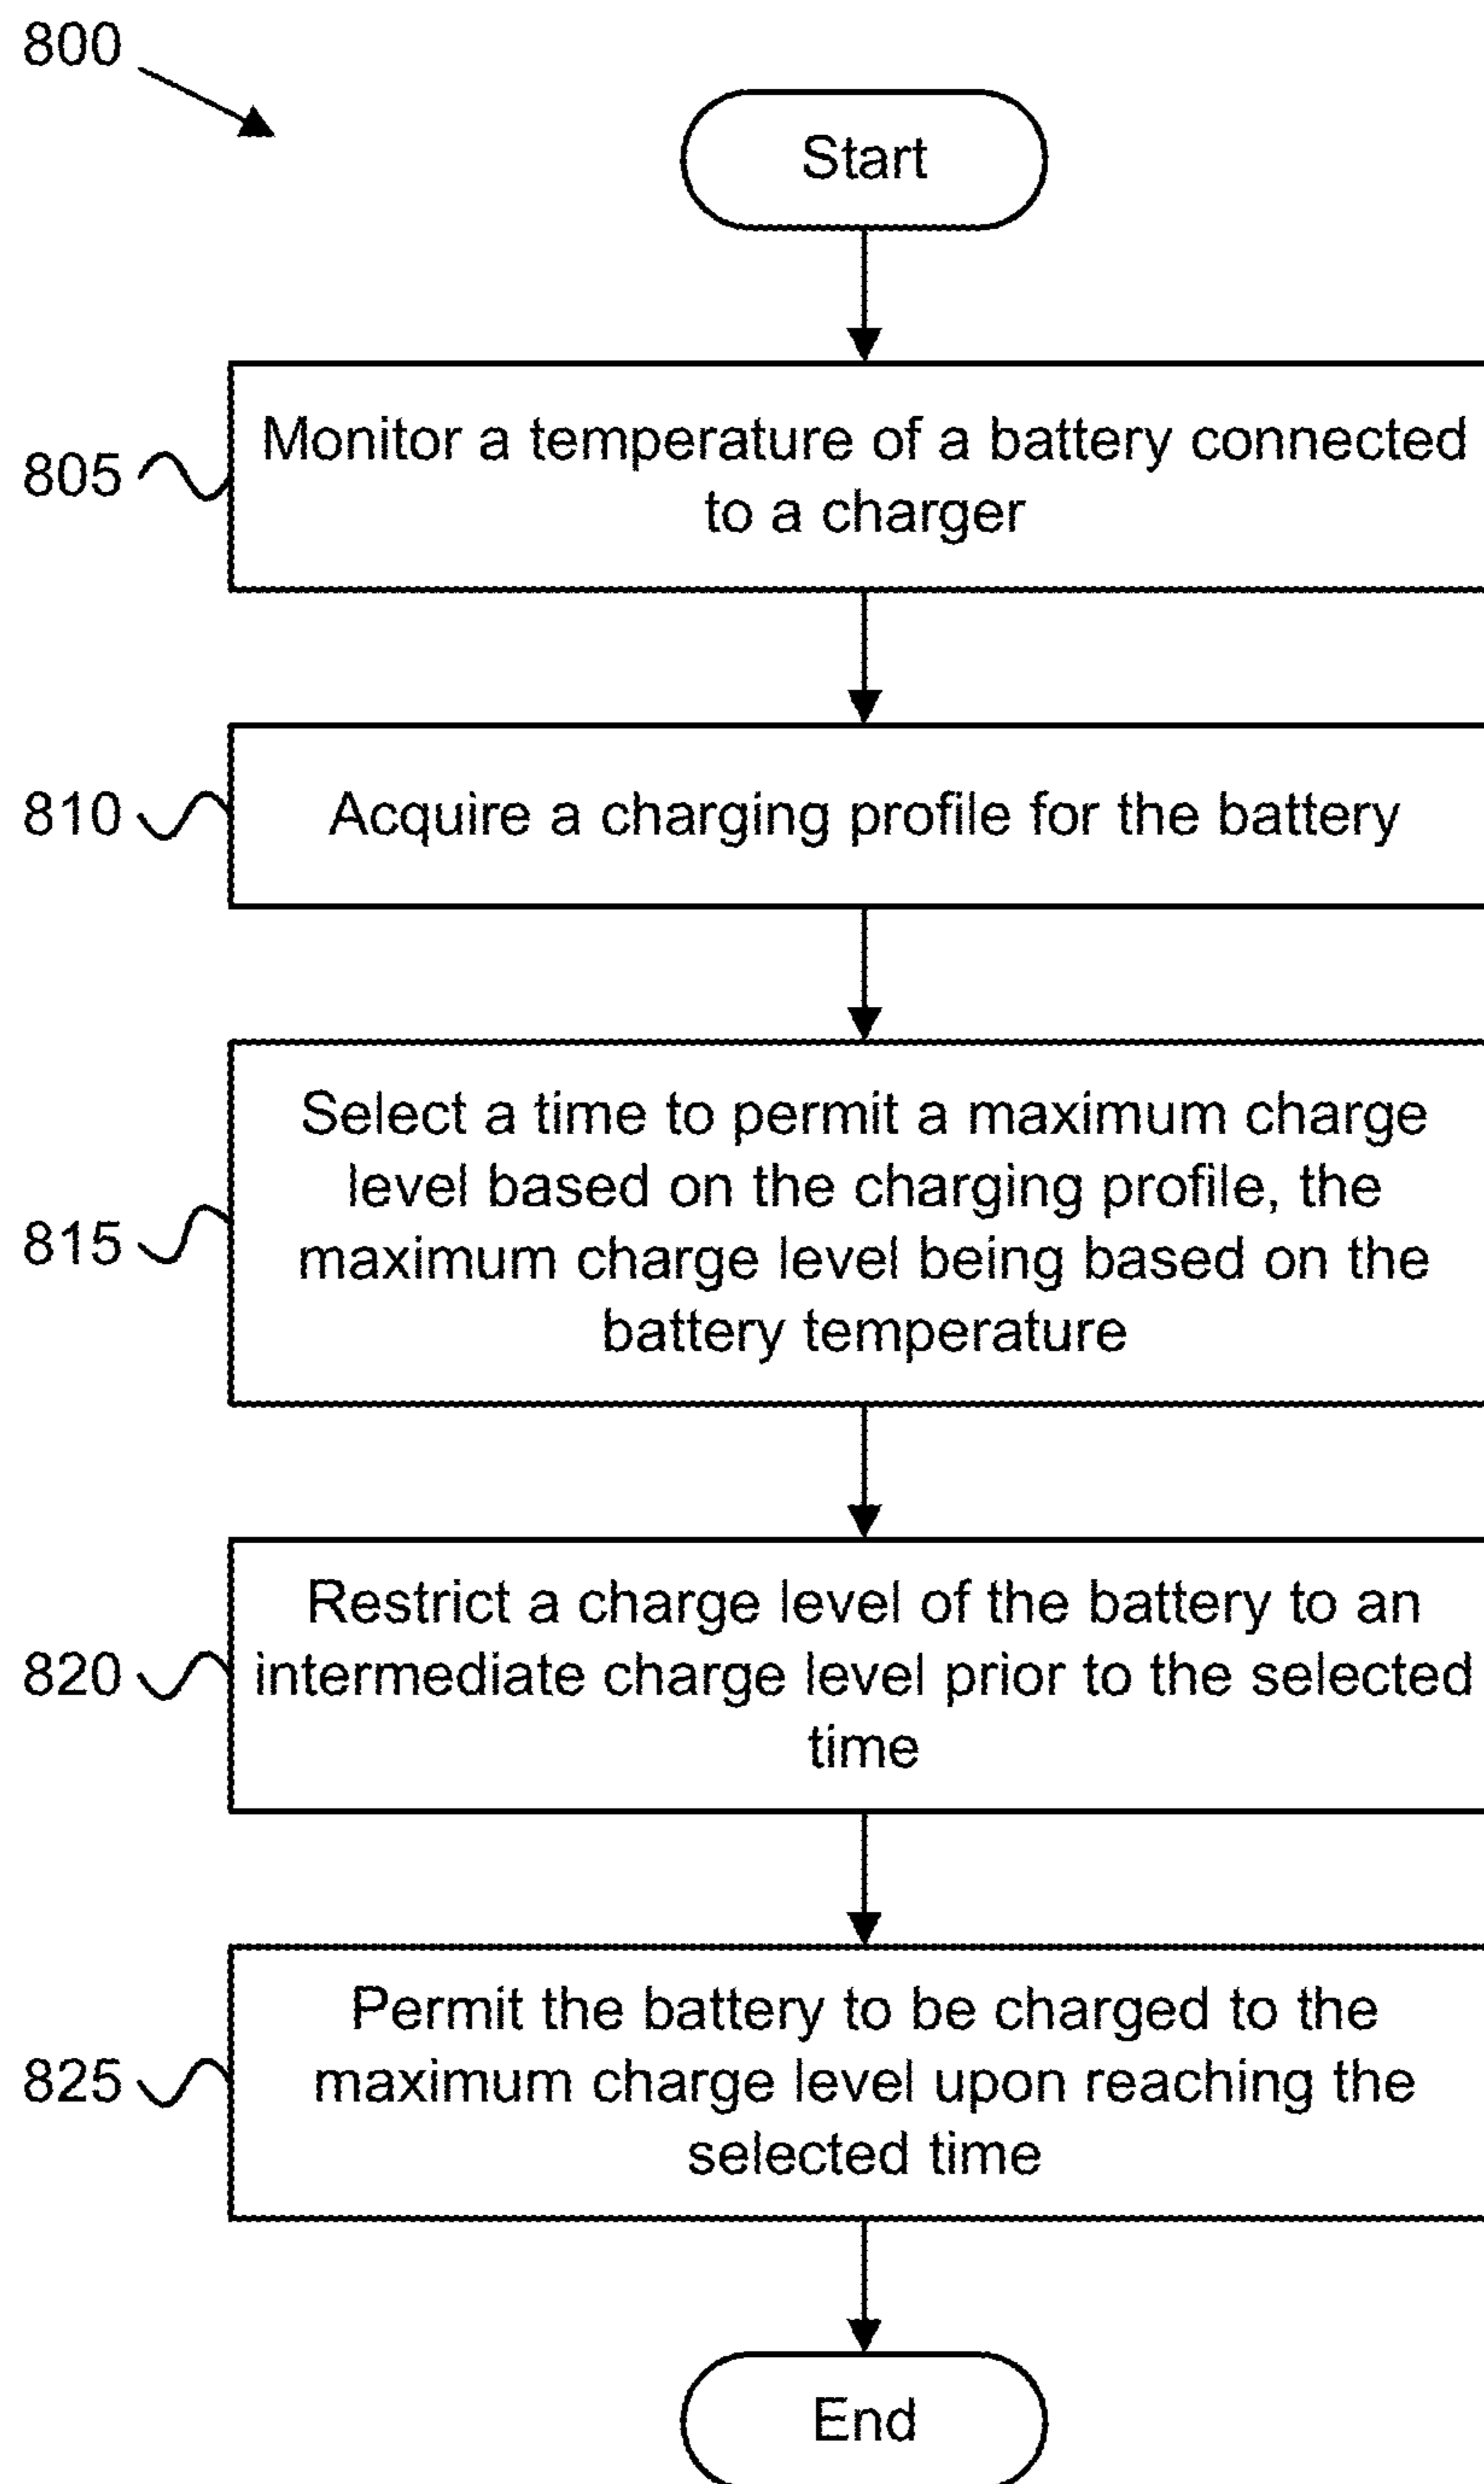 800
Start
805
Monitor a temperature of a battery connected
to a charger
810
Acquire a charging profile for the battery
815
Select a time to permit a maximum charge
level based on the charging profile, the
maximum charge level being based on the
battery temperature
820
Restrict a charge level of the battery to an
intermediate charge level prior to the selected
time
825
Permit the battery to be charged to the
maximum charge level upon reaching the
selected time
End